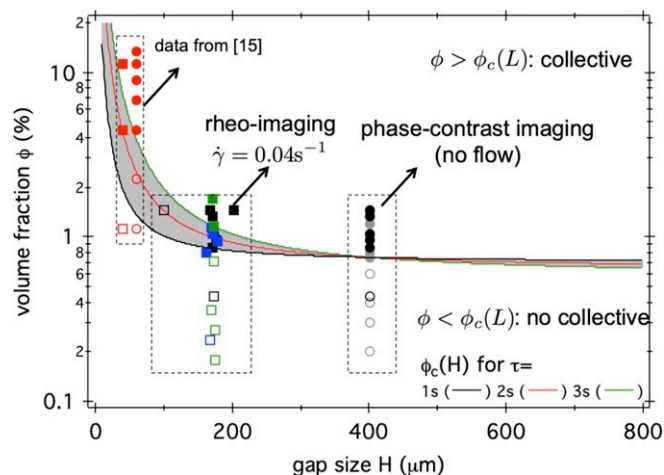 data from [15]
ϕ > ϕc(L): collective
rheo-imaging
γ̇ = 0.04s⁻¹
phase-contrast imaging
(no flow)
ϕ < ϕc(L): no collective
ϕc(H) for τ=
1s ( ) 2s ( ) 3s ( )
volume fraction ϕ (%)
2
10
8
6
4
2
1
8
6
4
2
0.1
0
200
400
600
800
gap size H (μm)